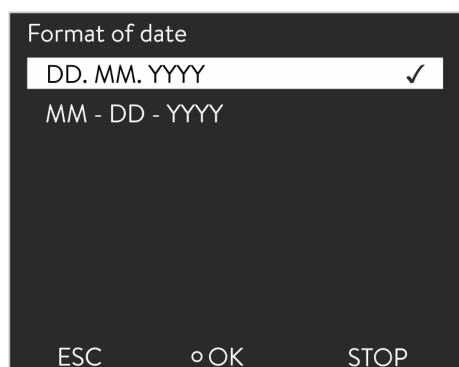 Format of date
DD. MM. YYYY ✓
MM - DD - YYYY
ESC OK STOP